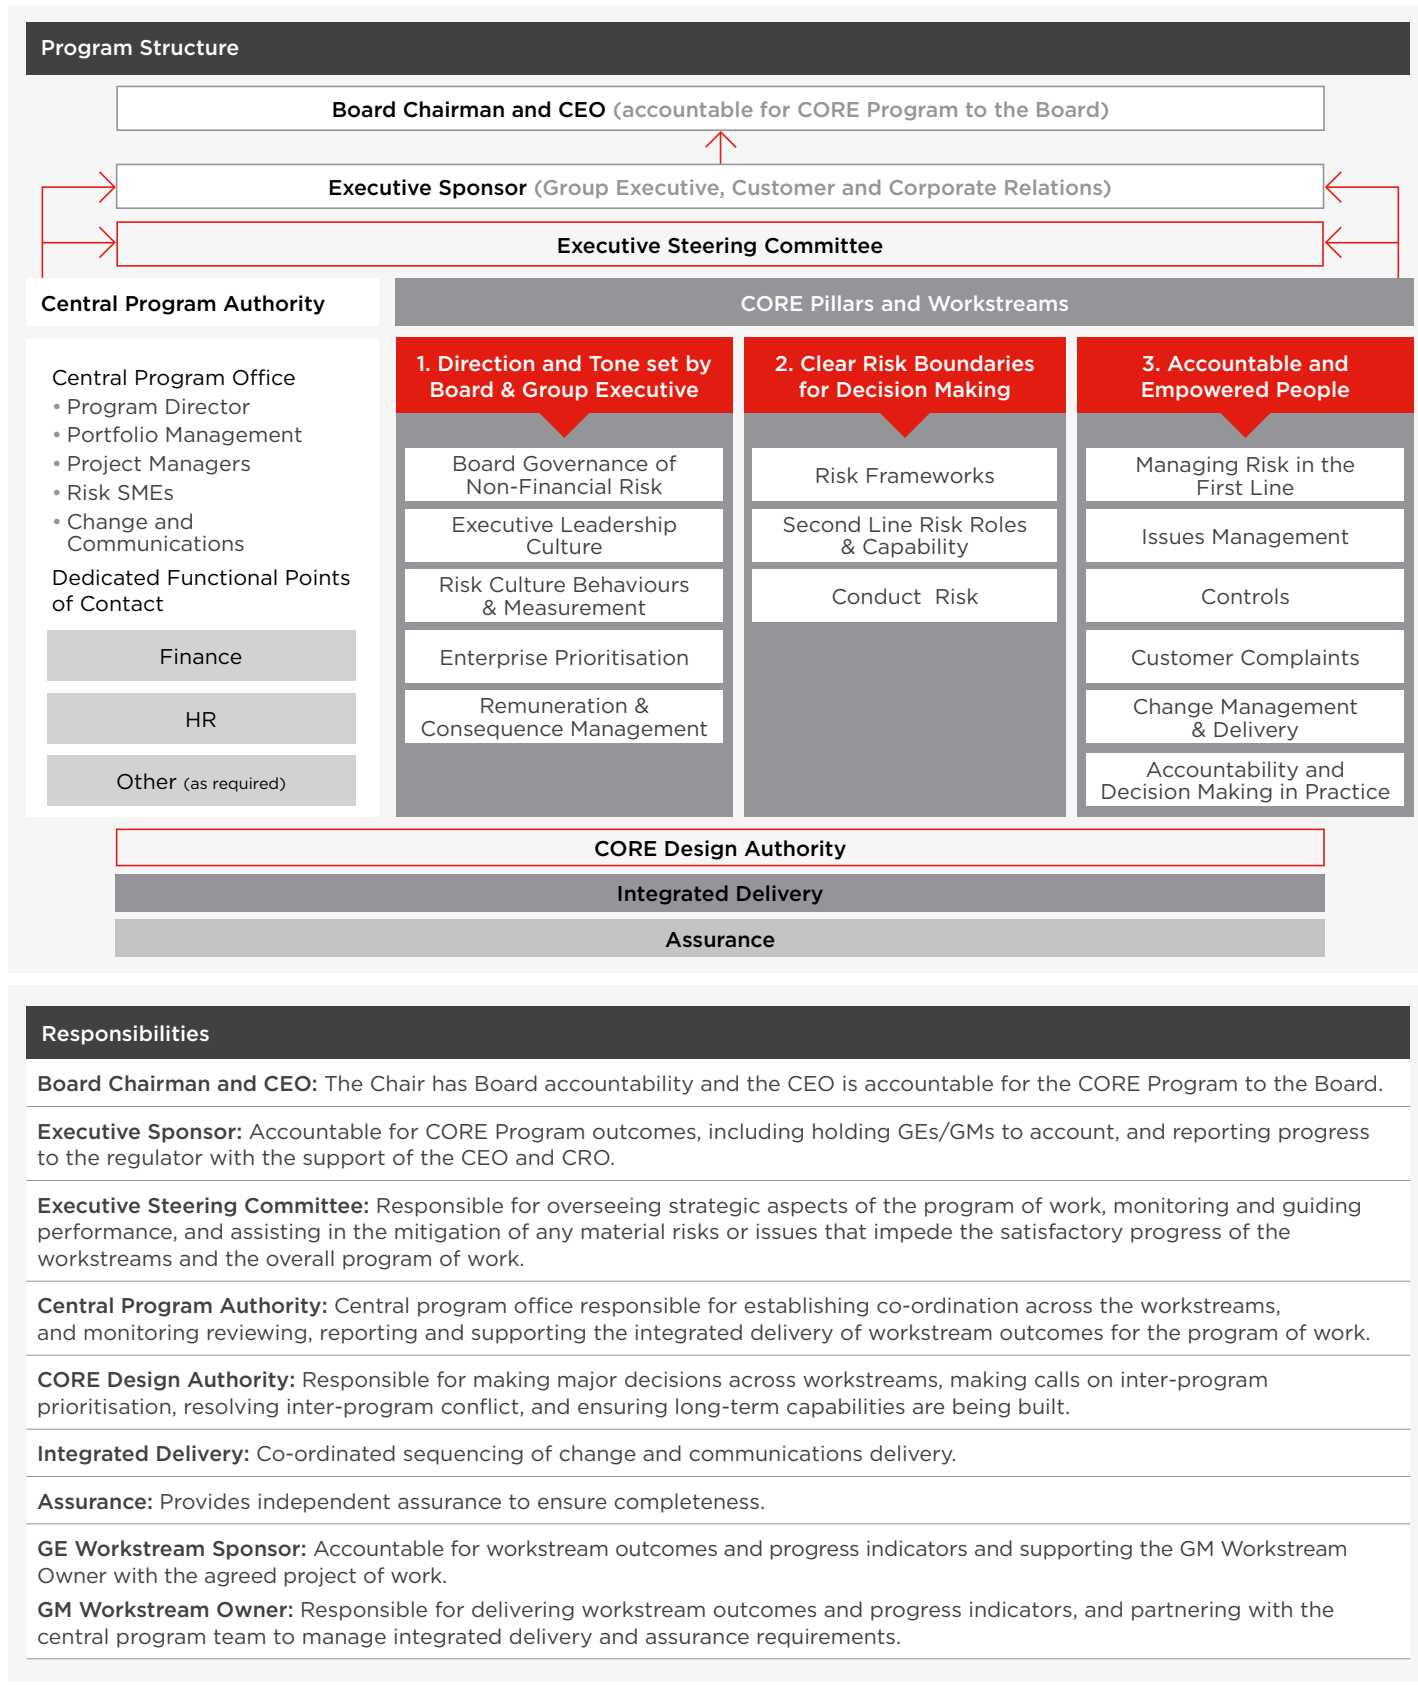 Program Structure
Board Chairman and CEO (accountable for CORE Program to the Board)
Executive Sponsor (Group Executive, Customer and Corporate Relations)
Executive Steering Committee
Central Program Authority
Central Program Office
• Program Director
• Portfolio Management
• Project Managers
• Risk SMEs
• Change and
Communications
Dedicated Functional Points
of Contact
Finance
HR
Other (as required)
CORE Pillars and Workstreams
1. Direction and Tone set by
Board & Group Executive
Board Governance of
Non-Financial Risk
Executive Leadership
Culture
Risk Culture Behaviours
& Measurement
Enterprise Prioritisation
Remuneration &
Consequence Management
2. Clear Risk Boundaries
for Decision Making
Risk Frameworks
Second Line Risk Roles
& Capability
Conduct Risk
3. Accountable and
Empowered People
Managing Risk in the
First Line
Issues Management
Controls
Customer Complaints
Change Management
& Delivery
Accountability and
Decision Making in Practice
CORE Design Authority
Integrated Delivery
Assurance
Responsibilities
Board Chairman and CEO: The Chair has Board accountability and the CEO is accountable for the CORE Program to the Board.
Executive Sponsor: Accountable for CORE Program outcomes, including holding GEs/GMs to account, and reporting progress
to the regulator with the support of the CEO and CRO.
Executive Steering Committee: Responsible for overseeing strategic aspects of the program of work, monitoring and guiding
performance, and assisting in the mitigation of any material risks or issues that impede the satisfactory progress of the
workstreams and the overall program of work.
Central Program Authority: Central program office responsible for establishing co-ordination across the workstreams,
and monitoring reviewing, reporting and supporting the integrated delivery of workstream outcomes for the program of work.
CORE Design Authority: Responsible for making major decisions across workstreams, making calls on inter-program
prioritisation, resolving inter-program conflict, and ensuring long-term capabilities are being built.
Integrated Delivery: Co-ordinated sequencing of change and communications delivery.
Assurance: Provides independent assurance to ensure completeness.
GE Workstream Sponsor: Accountable for workstream outcomes and progress indicators and supporting the GM Workstream
Owner with the agreed project of work.
GM Workstream Owner: Responsible for delivering workstream outcomes and progress indicators, and partnering with the
central program team to manage integrated delivery and assurance requirements.